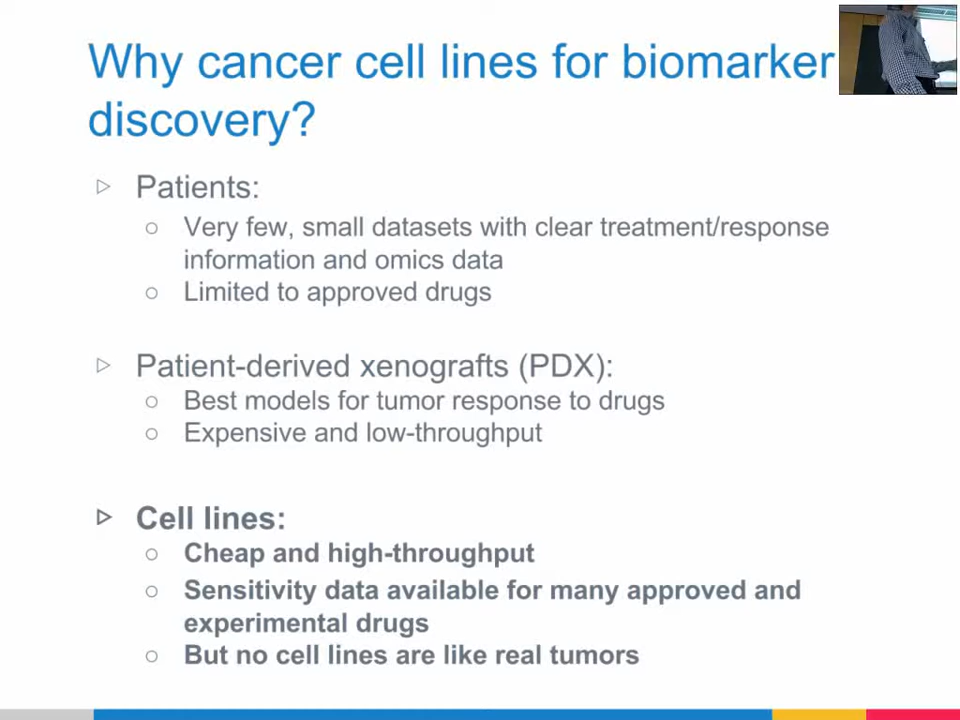 Why cancer cell lines for biomarker
discovery?
Patients:
Very few, small datasets with clear treatment/response
information and omics data
Limited to approved drugs
Patient-derived xenografts (PDX):
Best models for tumor response to drugs
Expensive and low-throughput
Cell lines:
Cheap and high-throughput
Sensitivity data available for many approved and
experimental drugs
But no cell lines are like real tumors